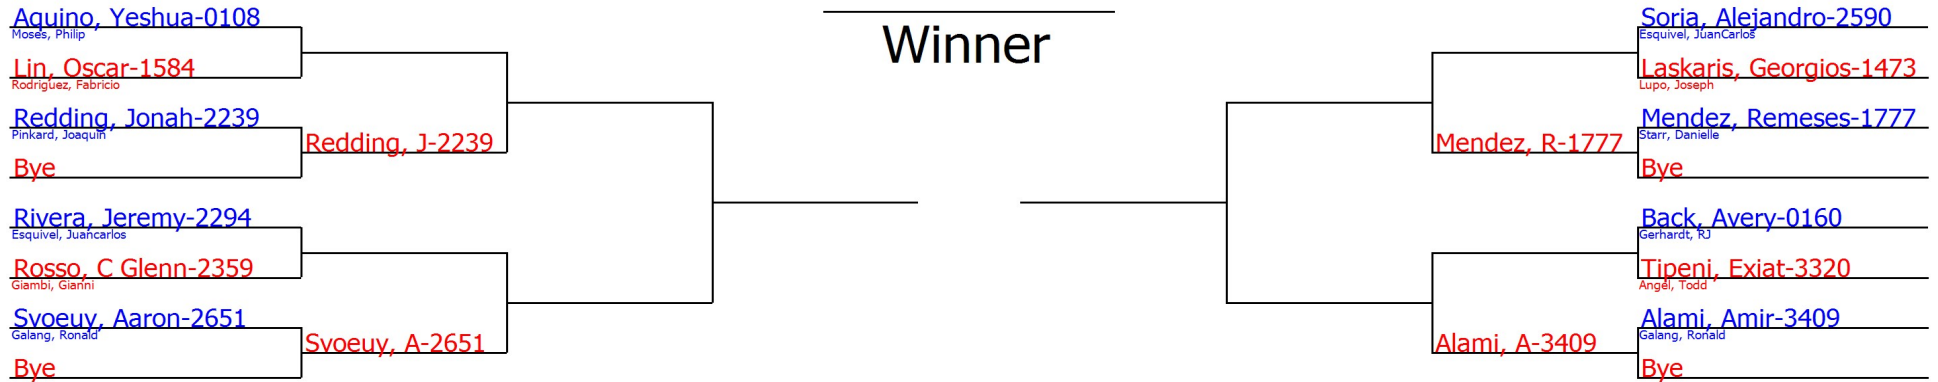 Aquino, Yeshua-0108
Moses, Philip
Lin, Oscar-1584
Rodriguez, Fabricio
Redding, Jonah-2239
Pinkard, Joaquin
Bye
Redding, J-2239
Rivera, Jeremy-2294
Esquivel, Juancarlos
Rosso, C Glenn-2359
Giambi, Gianni
Svoeuy, Aaron-2651
Galang, Ronald
Bye
Svoeuy, A-2651
Winner
Mendez, R-1777
Alami, A-3409
Soria, Alejandro-2590
Esquivel, JuanCarlos
Laskaris, Georgios-1473
Lupo, Joseph
Mendez, Remeses-1777
Starr, Danielle
Bye
Back, Avery-0160
Gerhardt, RJ
Tipeni, Exiat-3320
Angel, Todd
Alami, Amir-3409
Galang, Ronald
Bye